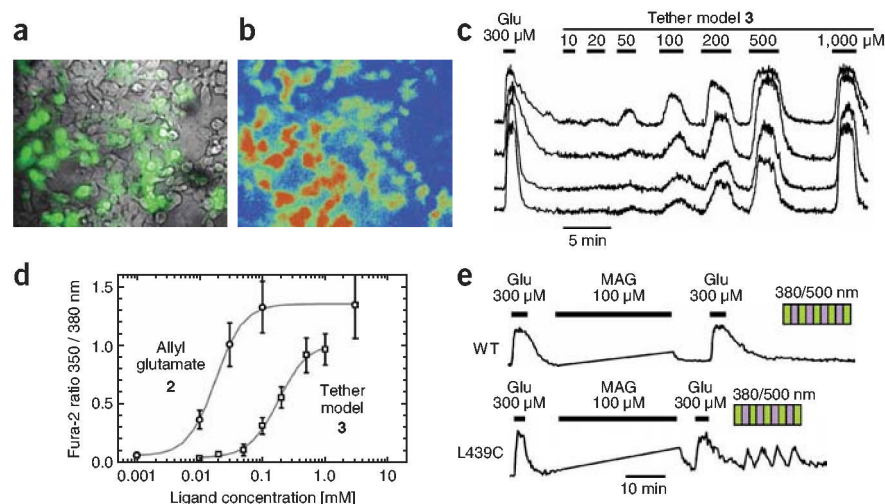 a
b
c
Glu
300 µM
Tether model 3
10 20 50 100 200 500 1,000 µM
5 min
d
Fura-2 ratio 350 / 380 nm
1.5
1.0
0.5
0.0
Allyl
glutamate
2
Tether
model
3
0.001 0.01 0.1 1.0 10
Ligand concentration [mM]
e
Glu
300 µM
MAG
100 µM
Glu
300 µM
380/500 nm
WT
Glu
300 µM
MAG
100 µM
Glu
300 µM
380/500 nm
L439C
10 min